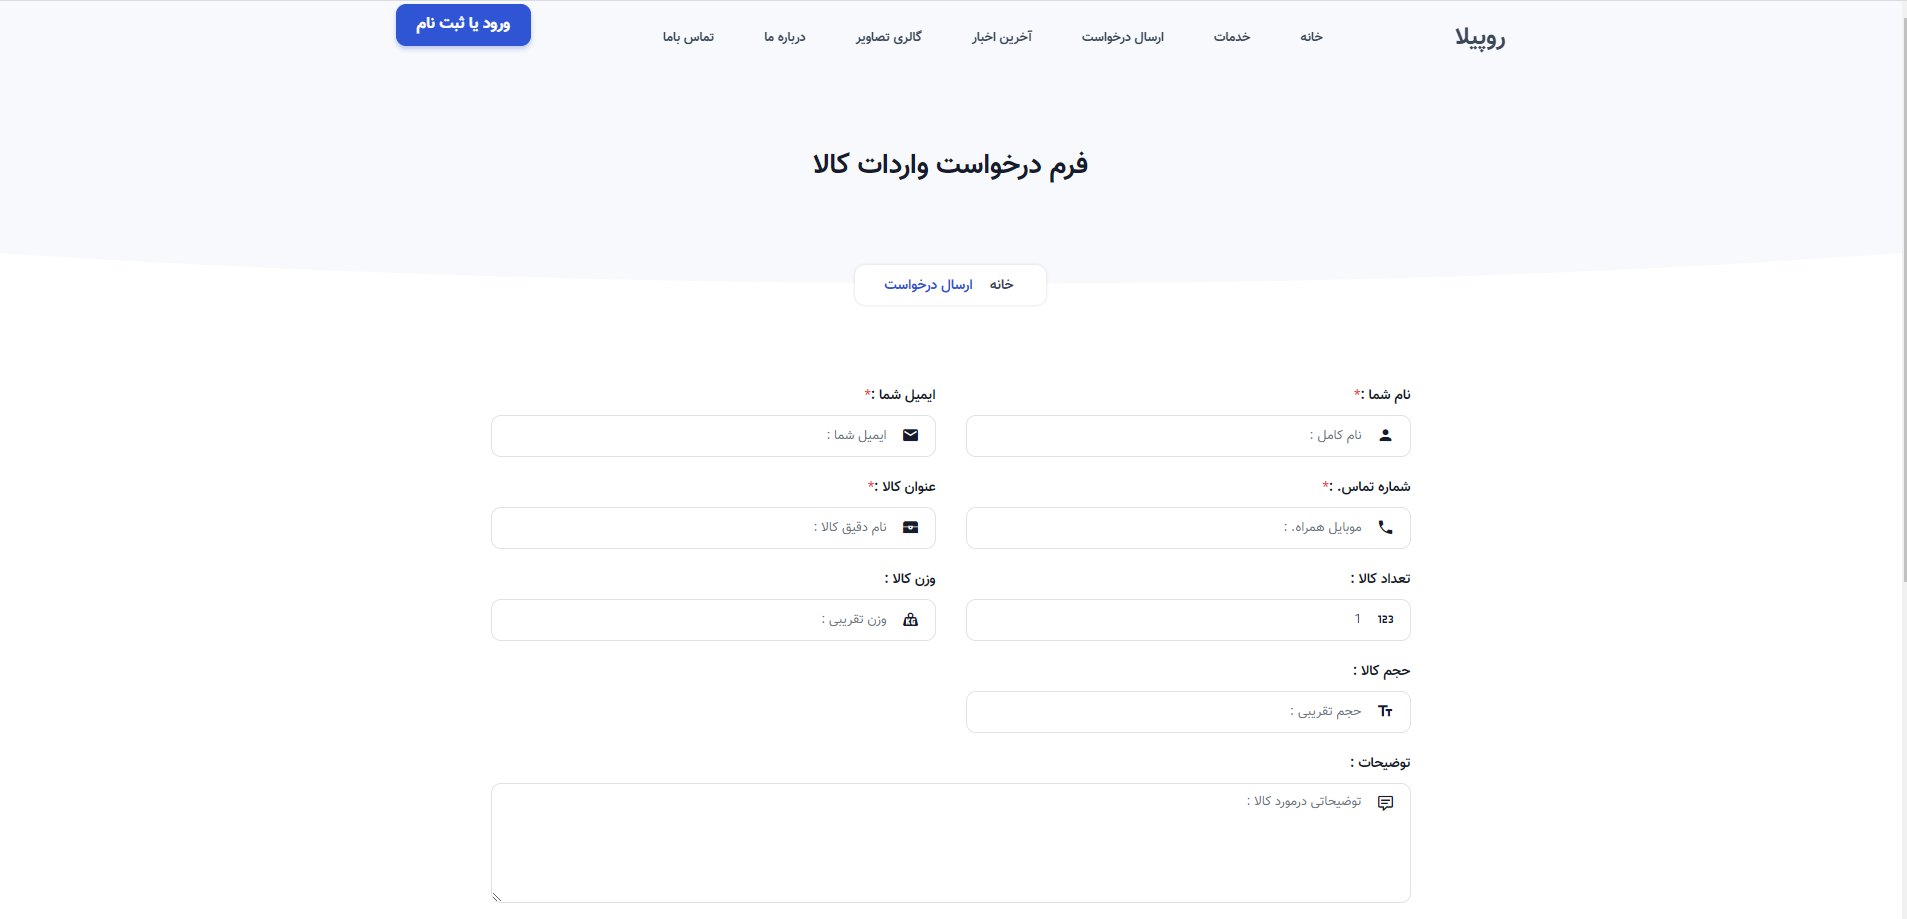 روپیلا
خانه
خدمات
ارسال درخواست
آخرین اخبار
گالری تصاویر
درباره ما
تماس باما
ورود یا ثبت نام
فرم درخواست واردات کالا
خانه
ارسال درخواست
نام شما :*
نام کامل :
ایمیل شما :*
ایمیل شما :
شماره تماس. :*
موبایل همراه. :
عنوان کالا :*
نام دقیق کالا :
تعداد کالا :
123
1
وزن کالا :
KG
وزن تقریبی :
حجم کالا :
حجم تقریبی :
توضیحات :
توضیحاتی درمورد کالا :